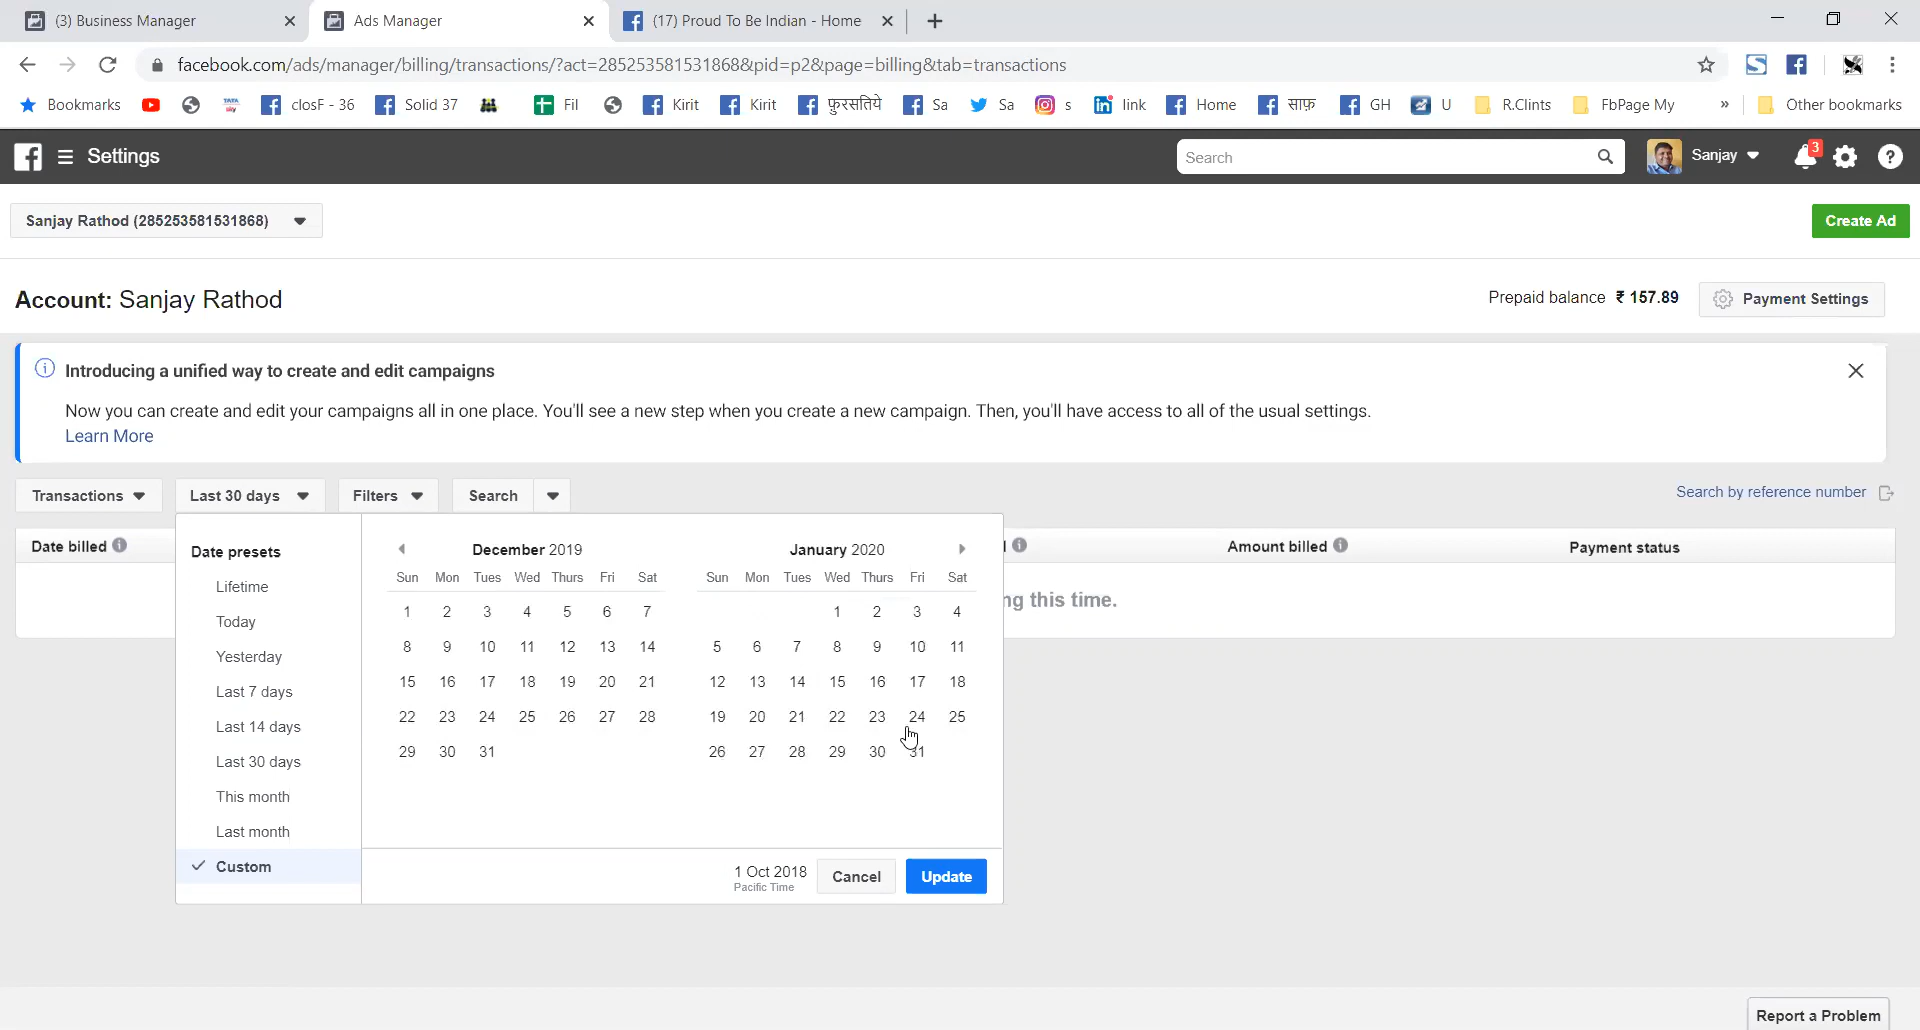 (3) Business Manager
Ads Manager
(17) Proud To Be Indian - Home
facebook.com/ads/manager/billing/transactions/?act=285253581531868&pid=p2&page=billing&tab=transactions
Bookmarks TATA sky closF - 36 Solid 37 Fil Kirit Kirit फ़ुरसतिये Sa Sa s link Home साफ़ GH U R.Clints FbPage My » Other bookmarks
Settings
Search
Sanjay
3
Sanjay Rathod (285253581531868)
Create Ad
Account: Sanjay Rathod
Prepaid balance ₹ 157.89
Payment Settings
Introducing a unified way to create and edit campaigns
Now you can create and edit your campaigns all in one place. You'll see a new step when you create a new campaign. Then, you'll have access to all of the usual settings.
Learn More
Transactions Last 30 days Filters Search
Search by reference number
Date billed
Amount billed
Payment status
ng this time.
Date presets
Lifetime
Today
Yesterday
Last 7 days
Last 14 days
Last 30 days
This month
Last month
Custom
December 2019
Sun Mon Tues Wed Thurs Fri Sat
1 2 3 4 5 6 7
8 9 10 11 12 13 14
15 16 17 18 19 20 21
22 23 24 25 26 27 28
29 30 31
January 2020
Sun Mon Tues Wed Thurs Fri Sat
1 2 3 4
5 6 7 8 9 10 11
12 13 14 15 16 17 18
19 20 21 22 23 24 25
26 27 28 29 30 31
1 Oct 2018
Pacific Time
Cancel
Update
Report a Problem